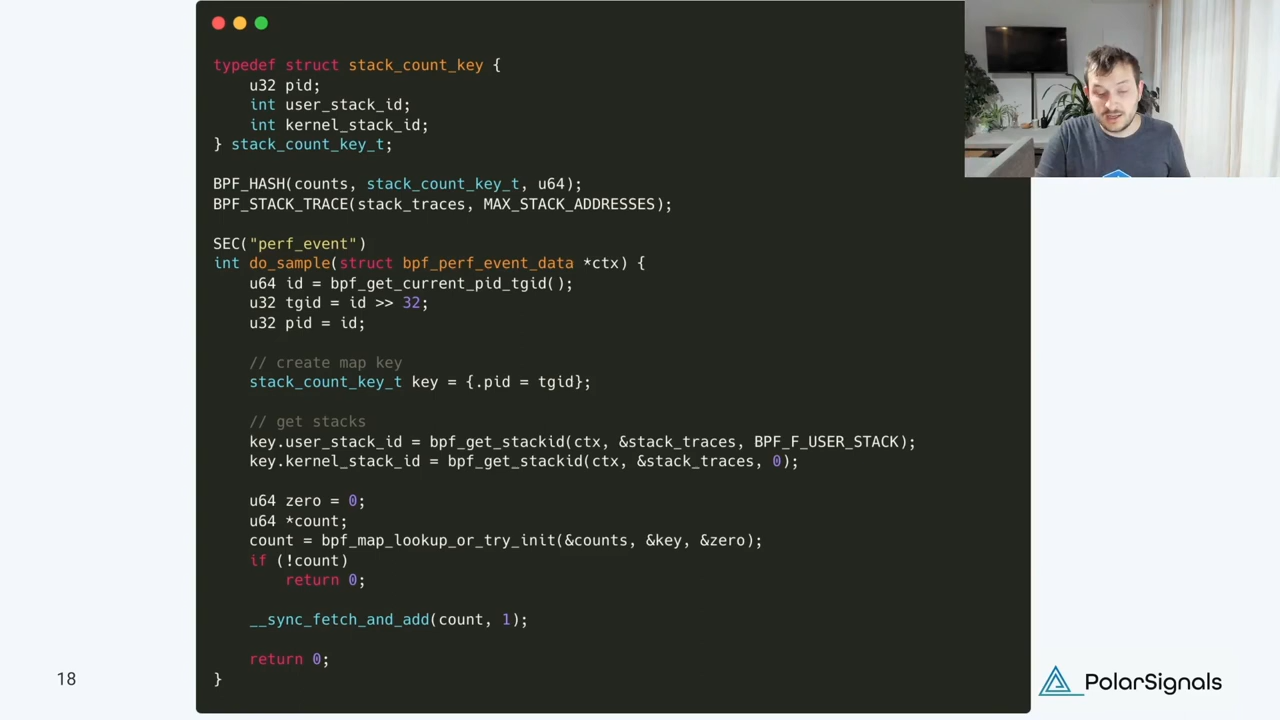 typedef struct stack_count_key {
    u32 pid;
    int user_stack_id;
    int kernel_stack_id;
} stack_count_key_t;

BPF_HASH(counts, stack_count_key_t, u64);
BPF_STACK_TRACE(stack_traces, MAX_STACK_ADDRESSES);

SEC("perf_event")
int do_sample(struct bpf_perf_event_data *ctx) {
    u64 id = bpf_get_current_pid_tgid();
    u32 tgid = id >> 32;
    u32 pid = id;

    // create map key
    stack_count_key_t key = {.pid = tgid};

    // get stacks
    key.user_stack_id = bpf_get_stackid(ctx, &stack_traces, BPF_F_USER_STACK);
    key.kernel_stack_id = bpf_get_stackid(ctx, &stack_traces, 0);

    u64 zero = 0;
    u64 *count;
    count = bpf_map_lookup_or_try_init(&counts, &key, &zero);
    if (!count)
        return 0;

    __sync_fetch_and_add(count, 1);

    return 0;
}
18
PolarSignals